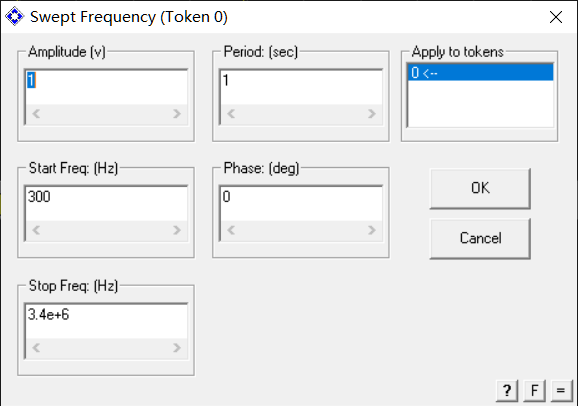 Swept Frequency (Token 0)
Amplitude (v)
1
Period: (sec)
1
Apply to tokens
0 <--
Start Freq: (Hz)
300
Phase: (deg)
0
OK
Cancel
Stop Freq: (Hz)
3.4e+6
? F =